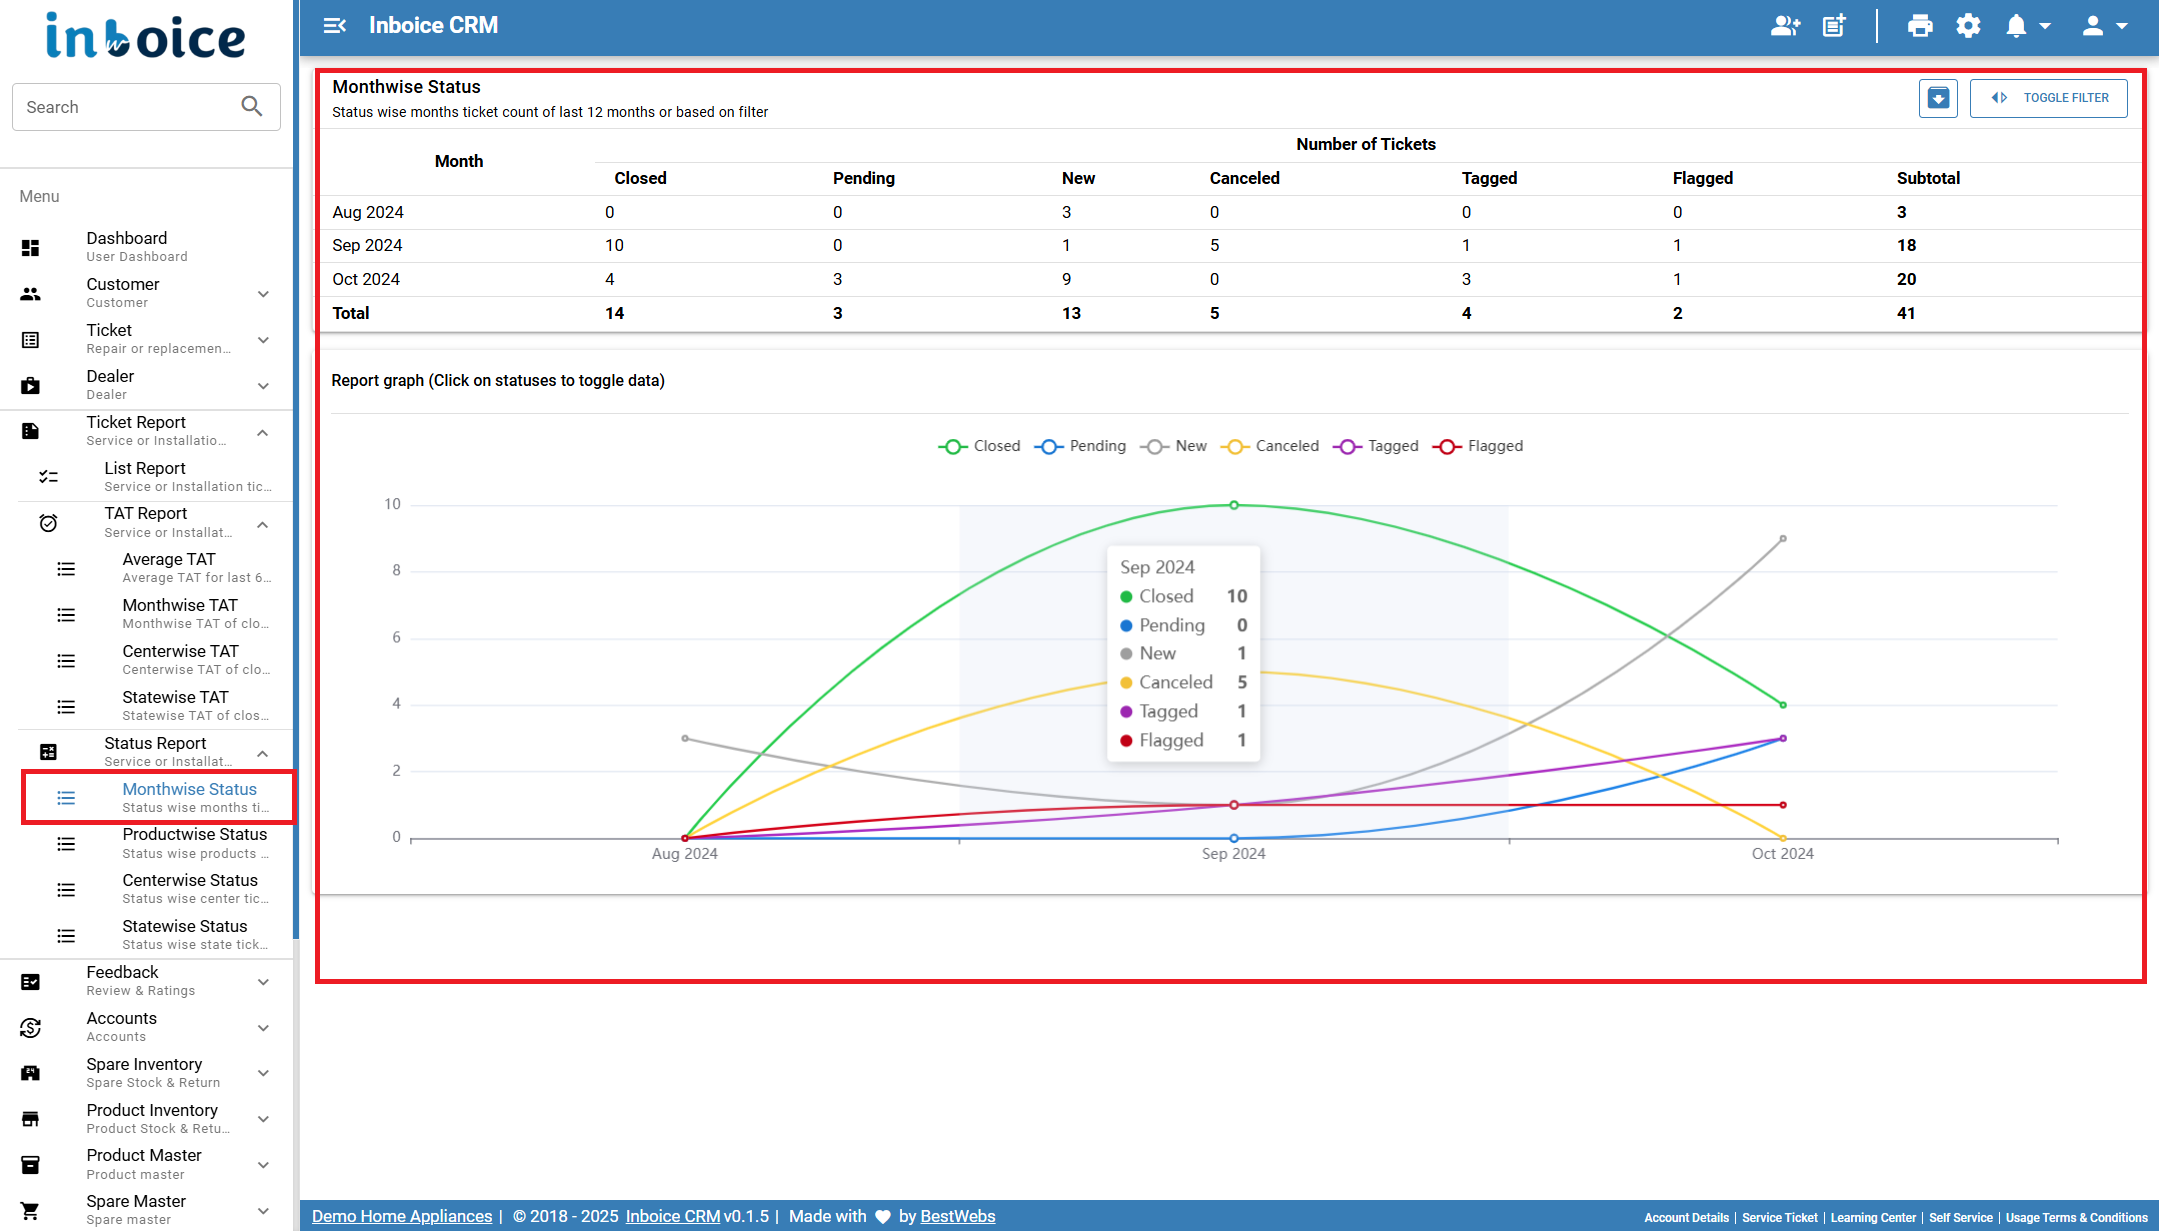 inboice
Search
Menu
Dashboard
User Dashboard
Customer
Customer
Ticket
Repair or replacemen...
Dealer
Dealer
Ticket Report
Service or Installatio...
List Report
Service or Installation tic...
TAT Report
Service or Installat...
Average TAT
Average TAT for last 6...
Monthwise TAT
Monthwise TAT of clo...
Centerwise TAT
Centerwise TAT of clo...
Statewise TAT
Statewise TAT of clos...
Status Report
Service or Installat...
Monthwise Status
Status wise months ti...
Productwise Status
Status wise products ...
Centerwise Status
Status wise center tic...
Statewise Status
Status wise state tick...
Feedback
Review & Ratings
Accounts
Accounts
Spare Inventory
Spare Stock & Return
Product Inventory
Product Stock & Retu...
Product Master
Product master
Spare Master
Spare master
Inboice CRM
Monthwise Status
Status wise months ticket count of last 12 months or based on filter
TOGGLE FILTER
Month Number of Tickets
Closed Pending New Canceled Tagged Flagged Subtotal
Aug 2024 0 0 3 0 0 0 3
Sep 2024 10 0 1 5 1 1 18
Oct 2024 4 3 9 0 3 1 20
Total 14 3 13 5 4 2 41
Report graph (Click on statuses to toggle data)
Closed Pending New Canceled Tagged Flagged
10
8
6
4
2
0
Sep 2024
Closed 10
Pending 0
New 1
Canceled 5
Tagged 1
Flagged 1
Aug 2024 Sep 2024 Oct 2024
Demo Home Appliances | © 2018 - 2025 Inboice CRM v0.1.5 | Made with ♥ by BestWebs
Account Details | Service Ticket | Learning Center | Self Service | Usage Terms & Conditions